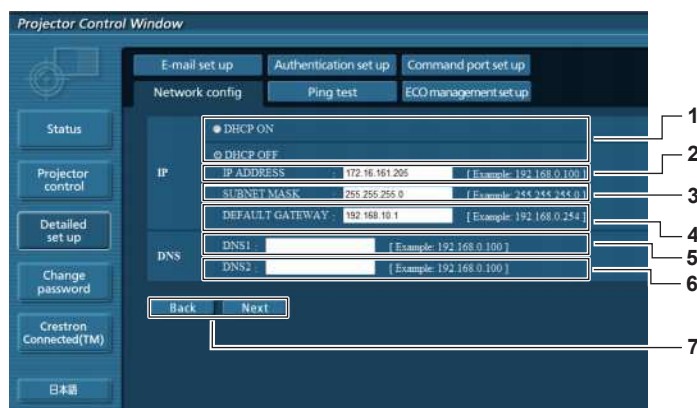 Projector Control Window
E-mail set up Authentication set up Command port set up
Network config Ping test ECO management set up
Status
Projector control
Detailed set up
Change password
Crestron Connected(TM)
日本語
IP
DHCP ON
DHCP OFF
IP ADDRESS : 172.16.161.205 [ Example: 192.168.0.100 ]
SUBNET MASK : 255.255.255.0 [ Example: 255.255.255.0 ]
DEFAULT GATEWAY : 192.168.10.1 [ Example: 192.168.0.254 ]
DNS
DNS1 : [ Example: 192.168.0.100 ]
DNS2 : [ Example: 192.168.0.100 ]
Back Next
1
2
3
4
5
6
7